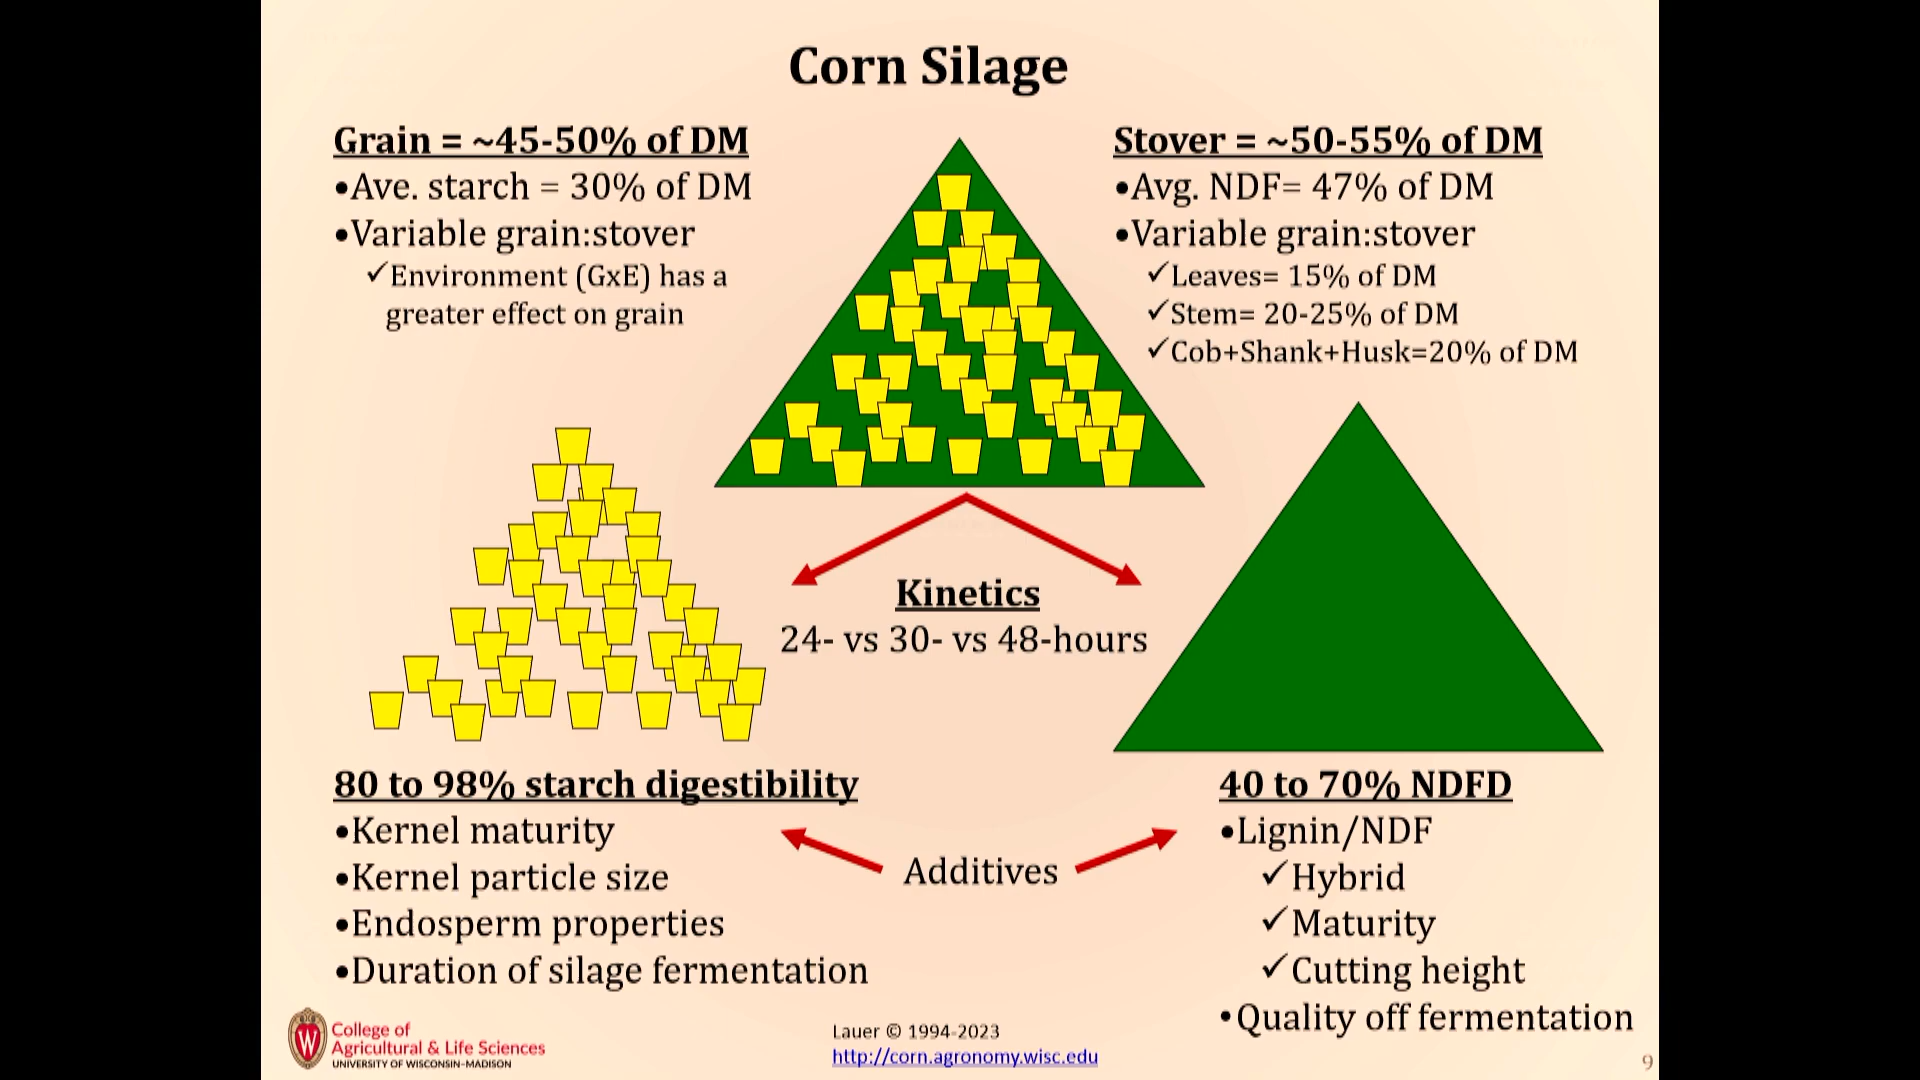 Corn Silage
Grain = ~45-50% of DM
•Ave. starch = 30% of DM
•Variable grain:stover
✓Environment (GxE) has a
greater effect on grain
Stover = ~50-55% of DM
•Avg. NDF= 47% of DM
•Variable grain:stover
✓Leaves= 15% of DM
✓Stem= 20-25% of DM
✓Cob+Shank+Husk=20% of DM
Kinetics
24- vs 30- vs 48-hours
80 to 98% starch digestibility
•Kernel maturity
•Kernel particle size
•Endosperm properties
•Duration of silage fermentation
Additives
40 to 70% NDFD
•Lignin/NDF
✓Hybrid
✓Maturity
✓Cutting height
•Quality off fermentation
W
College of
Agricultural & Life Sciences
UNIVERSITY OF WISCONSIN-MADISON
Lauer © 1994-2023
http://corn.agronomy.wisc.edu
9